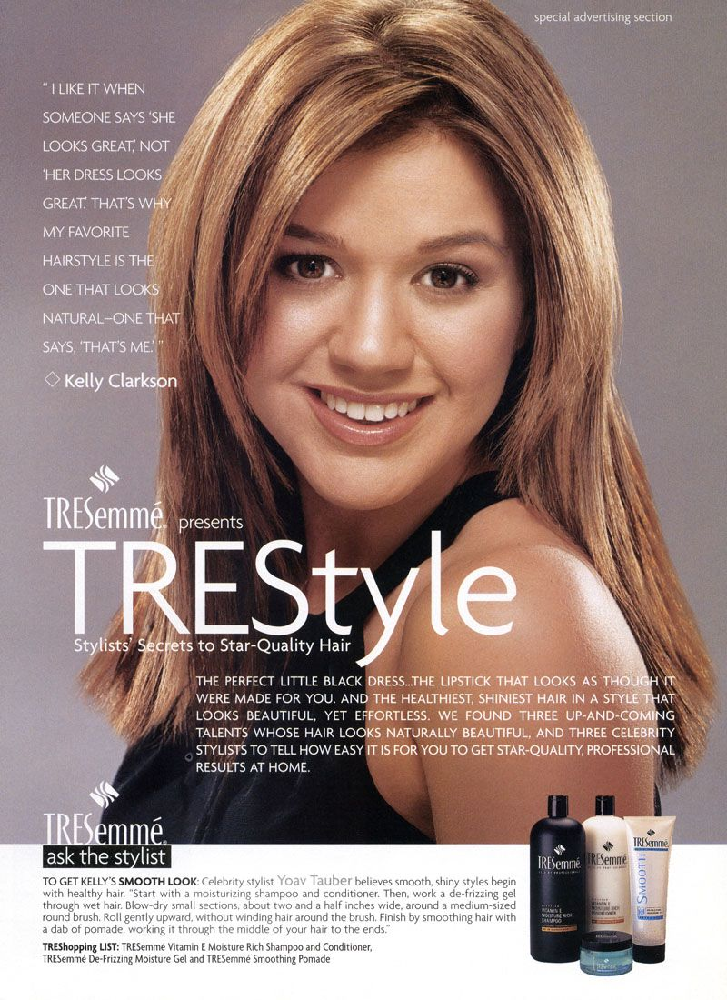 special advertising section
“ I LIKE IT WHEN
SOMEONE SAYS ‘SHE
LOOKS GREAT,’ NOT
‘HER DRESS LOOKS
GREAT.’ THAT’S WHY
MY FAVORITE
HAIRSTYLE IS THE
ONE THAT LOOKS
NATURAL–ONE THAT
SAYS, ‘THAT’S ME.’ ”
◇ Kelly Clarkson
TRESemmé® presents
TREStyle
Stylists’ Secrets to Star-Quality Hair
THE PERFECT LITTLE BLACK DRESS...THE LIPSTICK THAT LOOKS AS THOUGH IT
WERE MADE FOR YOU. AND THE HEALTHIEST, SHINIEST HAIR IN A STYLE THAT
LOOKS BEAUTIFUL, YET EFFORTLESS. WE FOUND THREE UP-AND-COMING
TALENTS WHOSE HAIR LOOKS NATURALLY BEAUTIFUL, AND THREE CELEBRITY
STYLISTS TO TELL HOW EASY IT IS FOR YOU TO GET STAR-QUALITY, PROFESSIONAL
RESULTS AT HOME.
TRESemmé®
ask the stylist
TO GET KELLY’S SMOOTH LOOK: Celebrity stylist Yoav Tauber believes smooth, shiny styles begin
with healthy hair. “Start with a moisturizing shampoo and conditioner. Then, work a de-frizzing gel
through wet hair. Blow-dry small sections, about two and a half inches wide, around a medium-sized
round brush. Roll gently upward, without winding hair around the brush. Finish by smoothing hair with
a dab of pomade, working it through the middle of your hair to the ends.”
TREShopping LIST: TRESemmé Vitamin E Moisture Rich Shampoo and Conditioner,
TRESemmé De-Frizzing Moisture Gel and TRESemmé Smoothing Pomade
TRESemmé
VITAMIN E
MOISTURE RICH
SHAMPOO
TRESemmé
VITAMIN E
MOISTURE RICH
CONDITIONER
TRESemmé
SMOOTH